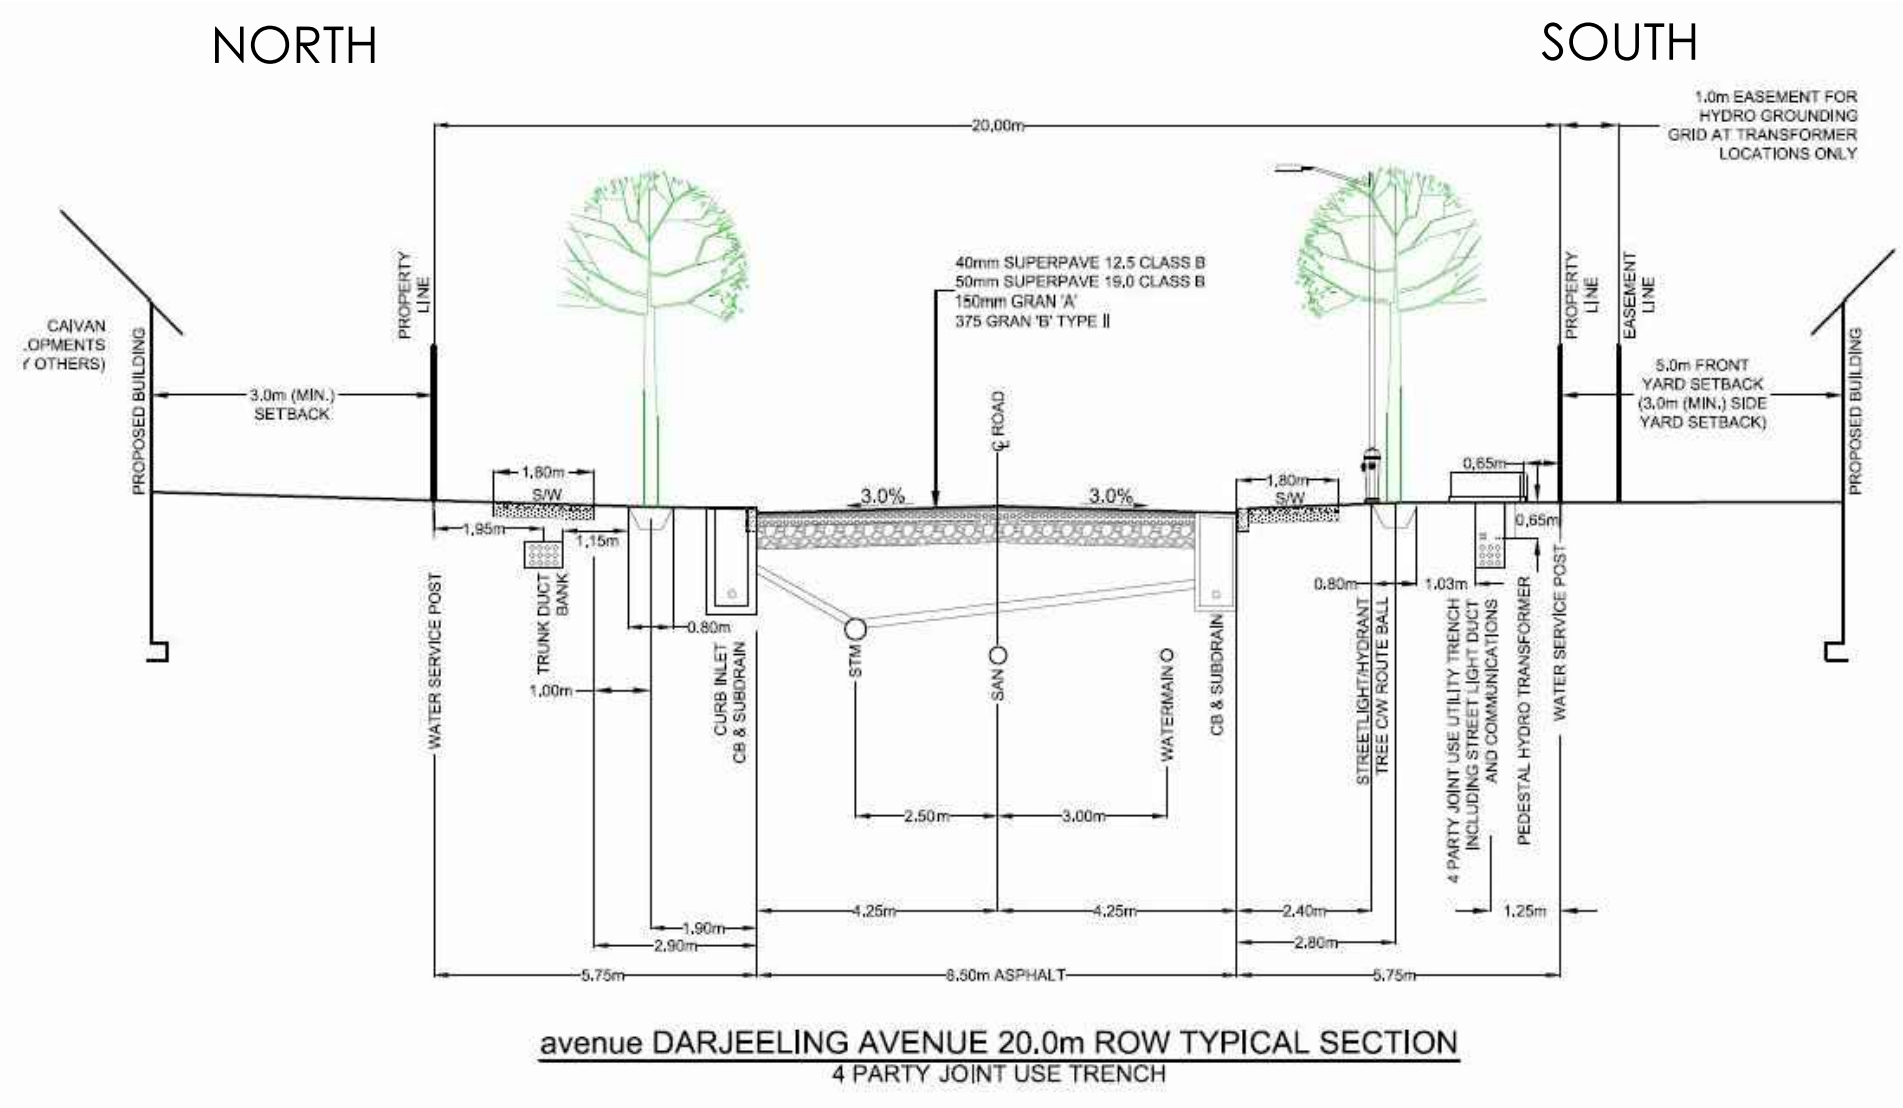 NORTH
SOUTH
1.0m EASEMENT FOR
HYDRO GROUNDING
GRID AT TRANSFORMER
LOCATIONS ONLY
20.00m
40mm SUPERPAVE 12.5 CLASS B
50mm SUPERPAVE 19.0 CLASS B
150mm GRAN 'A'
375 GRAN 'B' TYPE II
CAIVAN
.OPMENTS
Y OTHERS)
PROPOSED BUILDING
PROPERTY
LINE
3.0m (MIN.)
SETBACK
PROPERTY
LINE
EASEMENT
LINE
5.0m FRONT
YARD SETBACK
(3.0m (MIN.) SIDE
YARD SETBACK)
PROPOSED BUILDING
℄ ROAD
1.80m
S/W
3.0%
3.0%
1.80m
S/W
0.65m
0.65m
1.95m
1.15m
0.80m
1.00m
0.80m
1.03m
WATER SERVICE POST
TRUNK DUCT
BANK
CURB INLET
CB & SUBDRAIN
STM
SAN
WATERMAIN
CB & SUBDRAIN
STREETLIGHT/HYDRANT
TREE C/W ROUTE BALL
4 PARTY JOINT USE UTILITY TRENCH
INCLUDING STREET LIGHT DUCT
AND COMMUNICATIONS
PEDESTAL HYDRO TRANSFORMER
WATER SERVICE POST
2.50m
3.00m
4.25m
4.25m
2.40m
1.25m
1.90m
2.90m
2.80m
5.75m
8.50m ASPHALT
5.75m
avenue DARJEELING AVENUE 20.0m ROW TYPICAL SECTION
4 PARTY JOINT USE TRENCH